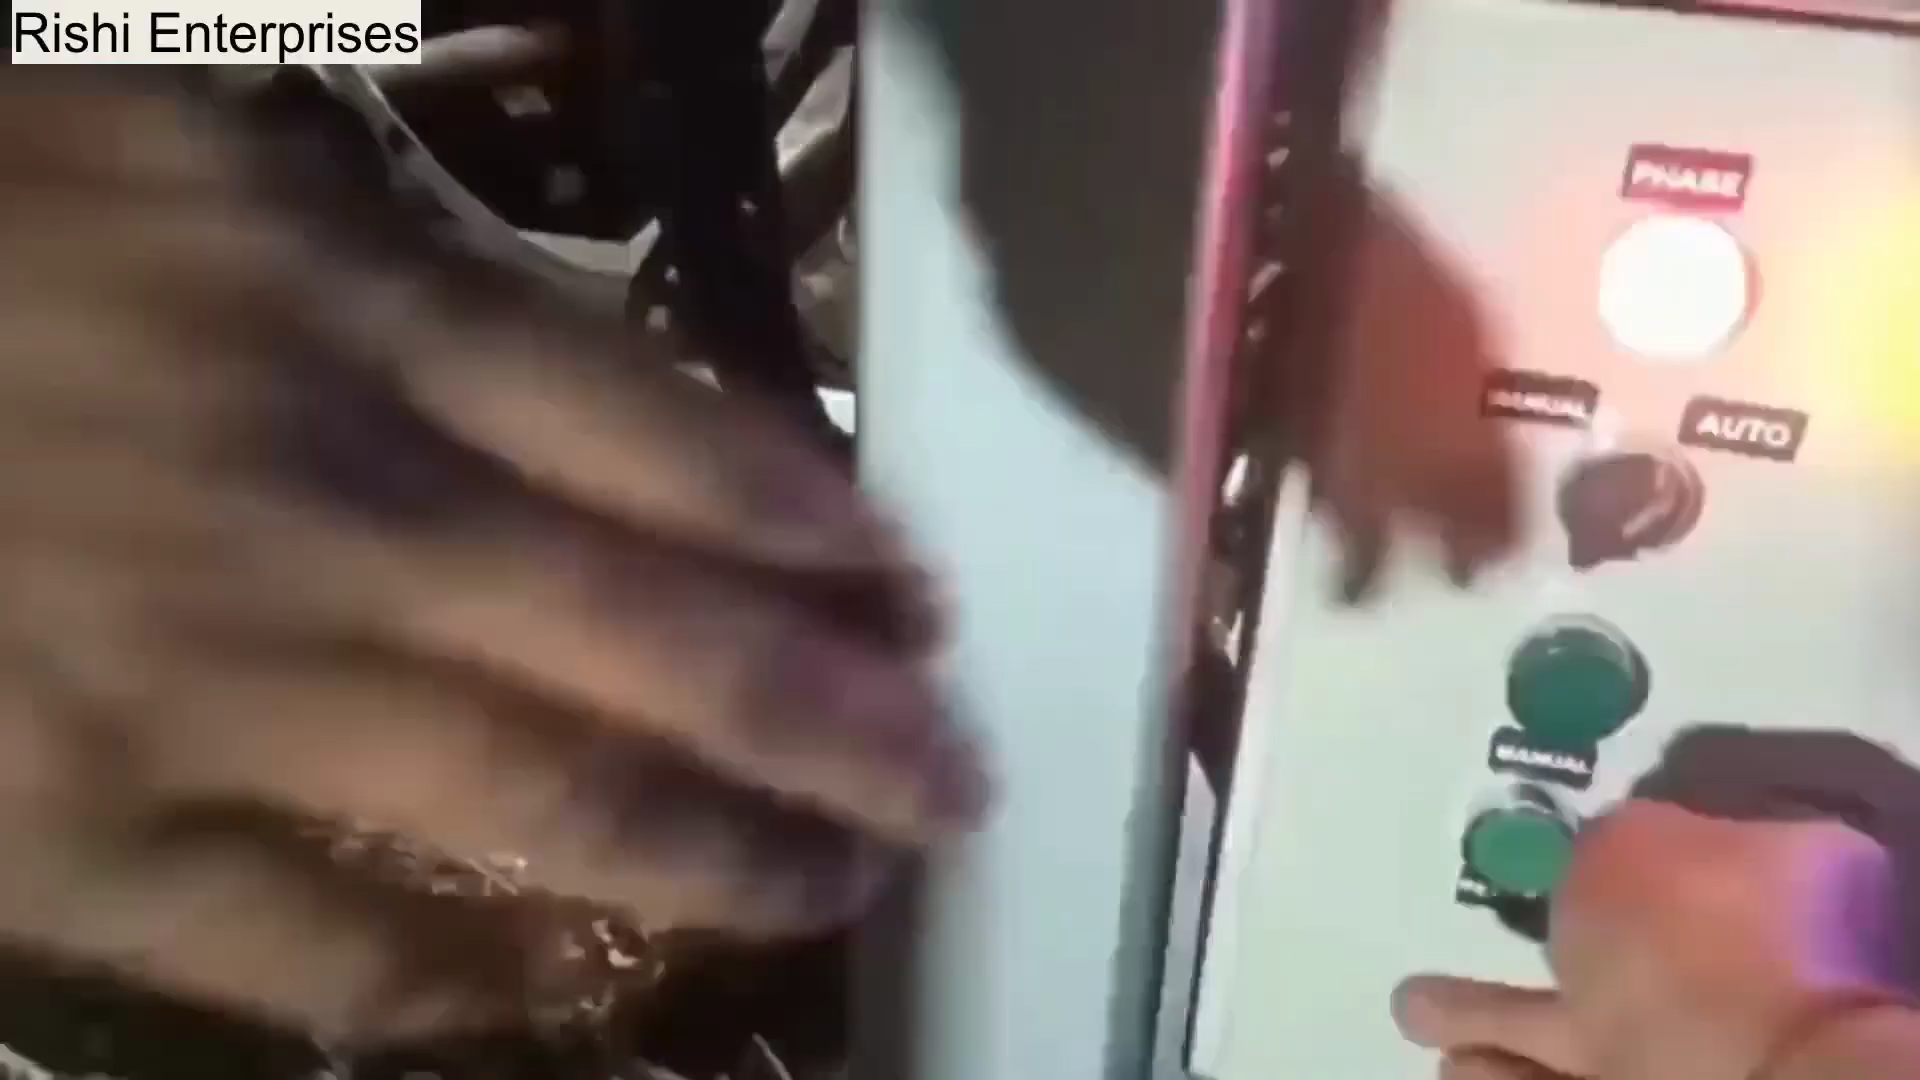 Rishi Enterprises
PHASE
MANUAL
AUTO
MANUAL